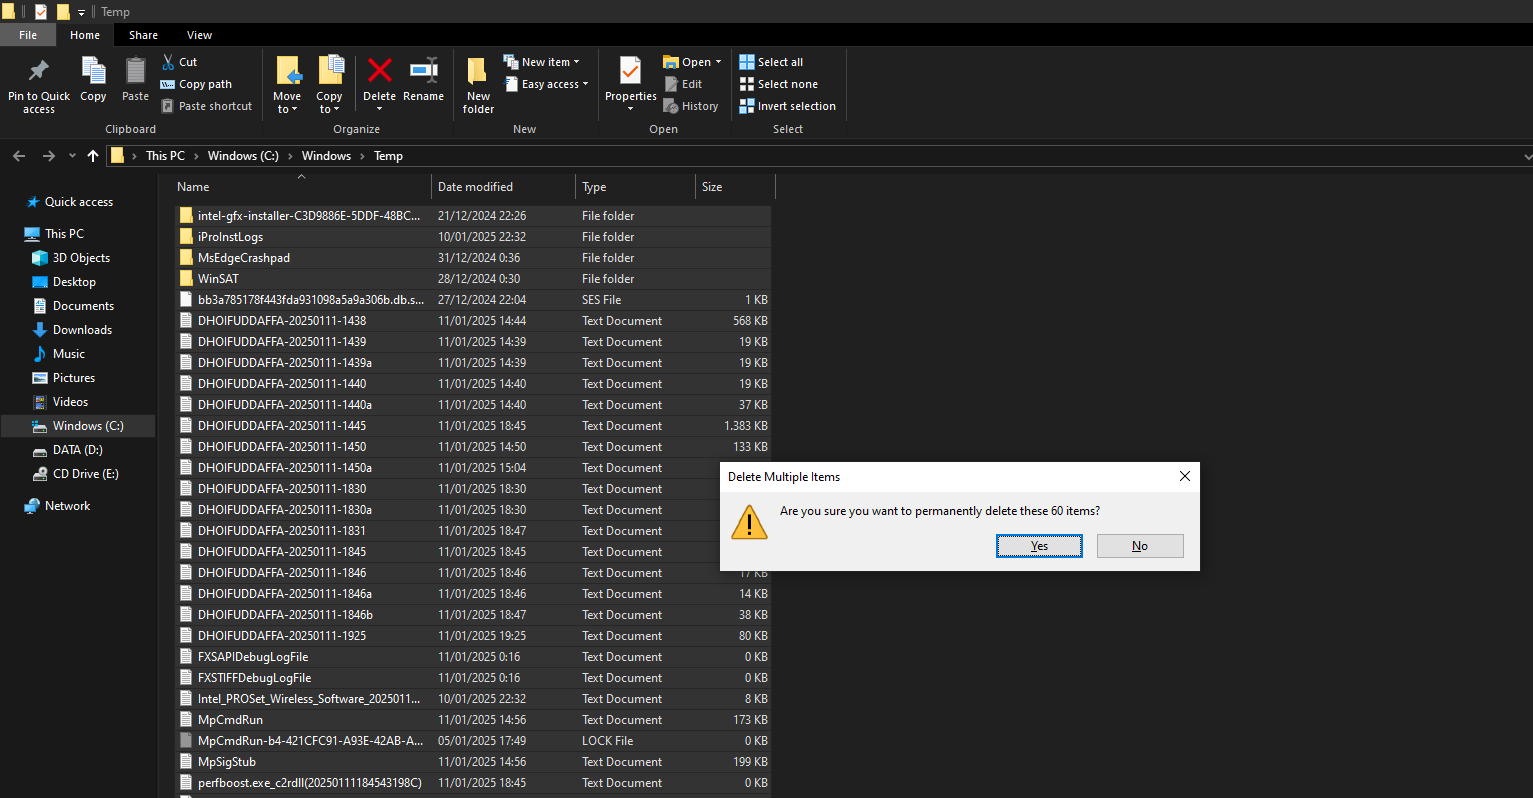 Temp
File Home Share View
Pin to Quick access
Copy
Paste
Cut
Copy path
Paste shortcut
Clipboard
Move to
Copy to
Delete
Rename
Organize
New folder
New item
Easy access
New
Properties
Open
Edit
History
Open
Select all
Select none
Invert selection
Select
This PC > Windows (C:) > Windows > Temp
Quick access
This PC
3D Objects
Desktop
Documents
Downloads
Music
Pictures
Videos
Windows (C:)
DATA (D:)
CD Drive (E:)
Network
Name Date modified Type Size
intel-gfx-installer-C3D9886E-5DDF-48BC... 21/12/2024 22:26 File folder
iProInstLogs 10/01/2025 22:32 File folder
MsEdgeCrashpad 31/12/2024 0:36 File folder
WinSAT 28/12/2024 0:30 File folder
bb3a785178f443fda931098a5a9a306b.db.s... 27/12/2024 22:04 SES File 1 KB
DHOIFUDDAFFA-20250111-1438 11/01/2025 14:44 Text Document 568 KB
DHOIFUDDAFFA-20250111-1439 11/01/2025 14:39 Text Document 19 KB
DHOIFUDDAFFA-20250111-1439a 11/01/2025 14:39 Text Document 19 KB
DHOIFUDDAFFA-20250111-1440 11/01/2025 14:40 Text Document 19 KB
DHOIFUDDAFFA-20250111-1440a 11/01/2025 14:40 Text Document 37 KB
DHOIFUDDAFFA-20250111-1445 11/01/2025 18:45 Text Document 1.383 KB
DHOIFUDDAFFA-20250111-1450 11/01/2025 14:50 Text Document 133 KB
DHOIFUDDAFFA-20250111-1450a 11/01/2025 15:04 Text Document
DHOIFUDDAFFA-20250111-1830 11/01/2025 18:30 Text Document
DHOIFUDDAFFA-20250111-1830a 11/01/2025 18:30 Text Document
DHOIFUDDAFFA-20250111-1831 11/01/2025 18:47 Text Document
DHOIFUDDAFFA-20250111-1845 11/01/2025 18:45 Text Document
DHOIFUDDAFFA-20250111-1846 11/01/2025 18:46 Text Document 17 KB
DHOIFUDDAFFA-20250111-1846a 11/01/2025 18:46 Text Document 14 KB
DHOIFUDDAFFA-20250111-1846b 11/01/2025 18:47 Text Document 38 KB
DHOIFUDDAFFA-20250111-1925 11/01/2025 19:25 Text Document 80 KB
FXSAPIDebugLogFile 11/01/2025 0:16 Text Document 0 KB
FXSTIFFDebugLogFile 11/01/2025 0:16 Text Document 0 KB
Intel_PROSet_Wireless_Software_2025011... 10/01/2025 22:32 Text Document 8 KB
MpCmdRun 11/01/2025 14:56 Text Document 173 KB
MpCmdRun-b4-421CFC91-A93E-42AB-A... 05/01/2025 17:49 LOCK File 0 KB
MpSigStub 11/01/2025 14:56 Text Document 199 KB
perfboost.exe_c2rdll(20250111184543198C) 11/01/2025 18:45 Text Document 0 KB
Delete Multiple Items
Are you sure you want to permanently delete these 60 items?
Yes No